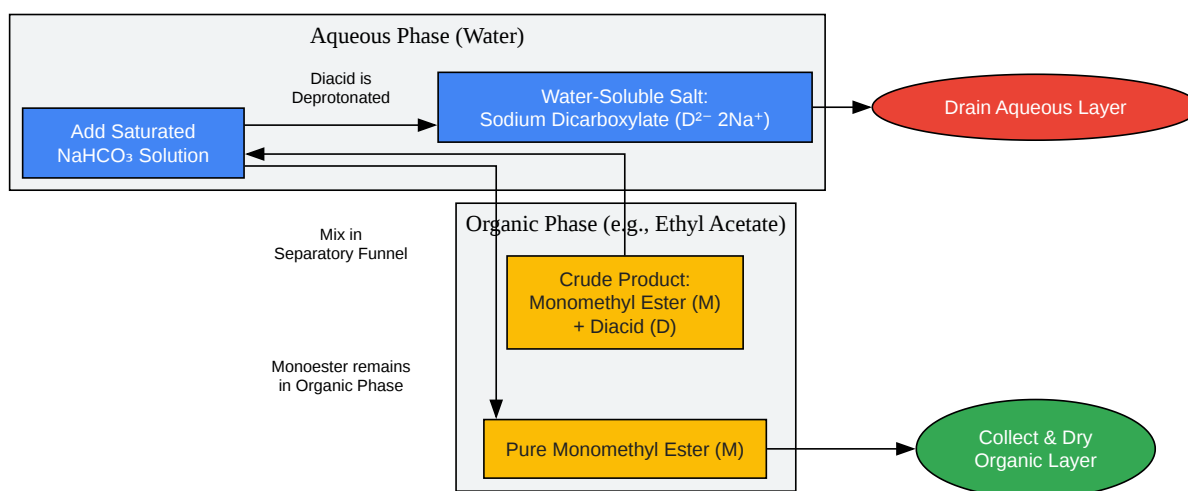 Aqueous Phase (Water)
Diacid is
Deprotonated
Add Saturated
NaHCO₃ Solution
Water-Soluble Salt:
Sodium Dicarboxylate (D²⁻ 2Na⁺)
Drain Aqueous Layer
Mix in
Separatory Funnel
Organic Phase (e.g., Ethyl Acetate)
Crude Product:
Monomethyl Ester (M)
+ Diacid (D)
Monoester remains
in Organic Phase
Pure Monomethyl Ester (M)
Collect & Dry
Organic Layer